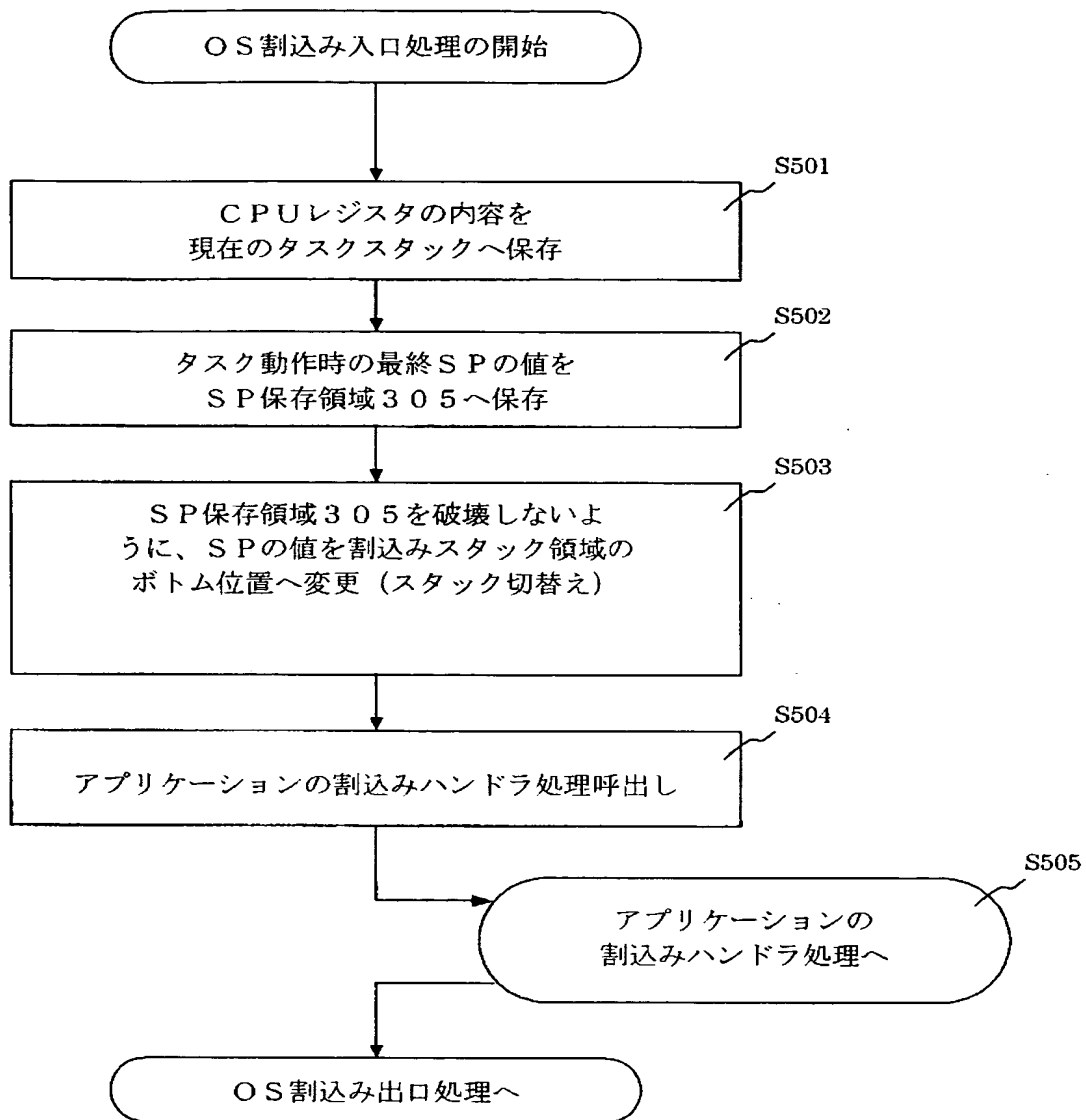 ＯＳ割込み入口処理の開始
S501
ＣＰＵレジスタの内容を
現在のタスクスタックへ保存
S502
タスク動作時の最終ＳＰの値を
ＳＰ保存領域３０５へ保存
S503
ＳＰ保存領域３０５を破壊しないよ
うに、ＳＰの値を割込みスタック領域の
ボトム位置へ変更（スタック切替え）
S504
アプリケーションの割込みハンドラ処理呼出し
S505
アプリケーションの
割込みハンドラ処理へ
ＯＳ割込み出口処理へ